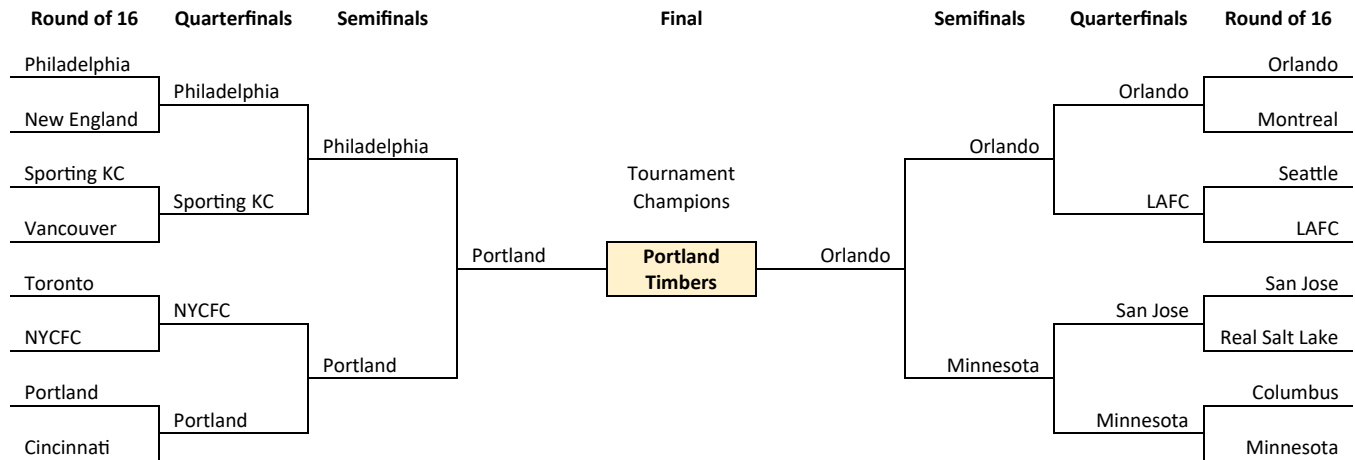 Round of 16 Quarterfinals Semifinals Final Semifinals Quarterfinals Round of 16
Philadelphia Orlando
Philadelphia Orlando
New England Montreal
Philadelphia Orlando
Sporting KC Tournament Seattle
Sporting KC Champions LAFC
Vancouver LAFC
Portland Portland Orlando
Timbers
Toronto San Jose
NYCFC San Jose
NYCFC Real Salt Lake
Portland Minnesota
Portland Columbus
Portland Minnesota
Cincinnati Minnesota